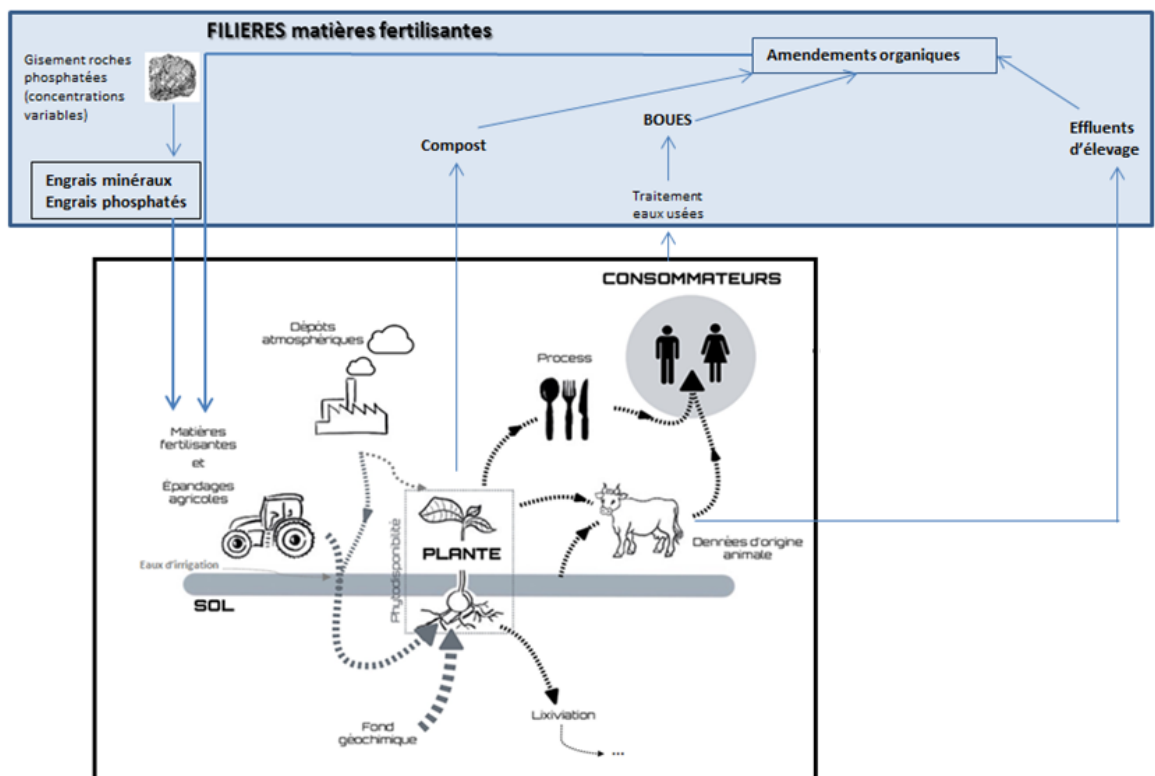 FILIERES matières fertilisantes
Gisement roches
phosphatées
(concentrations
variables)
Amendements organiques
BOUES
Compost
Effluents
d'élevage
Engrais minéraux
Engrais phosphatés
Traitement
eaux usées
CONSOMMATEURS
Dépôts
atmosphériques
Process
Matières
fertilisantes
et
Épandages
agricoles
Phytodisponibilité
PLANTE
Denrées d'origine
animale
Eaux d'irrigation
SOL
Lixiviation
...
Fond
géochimique